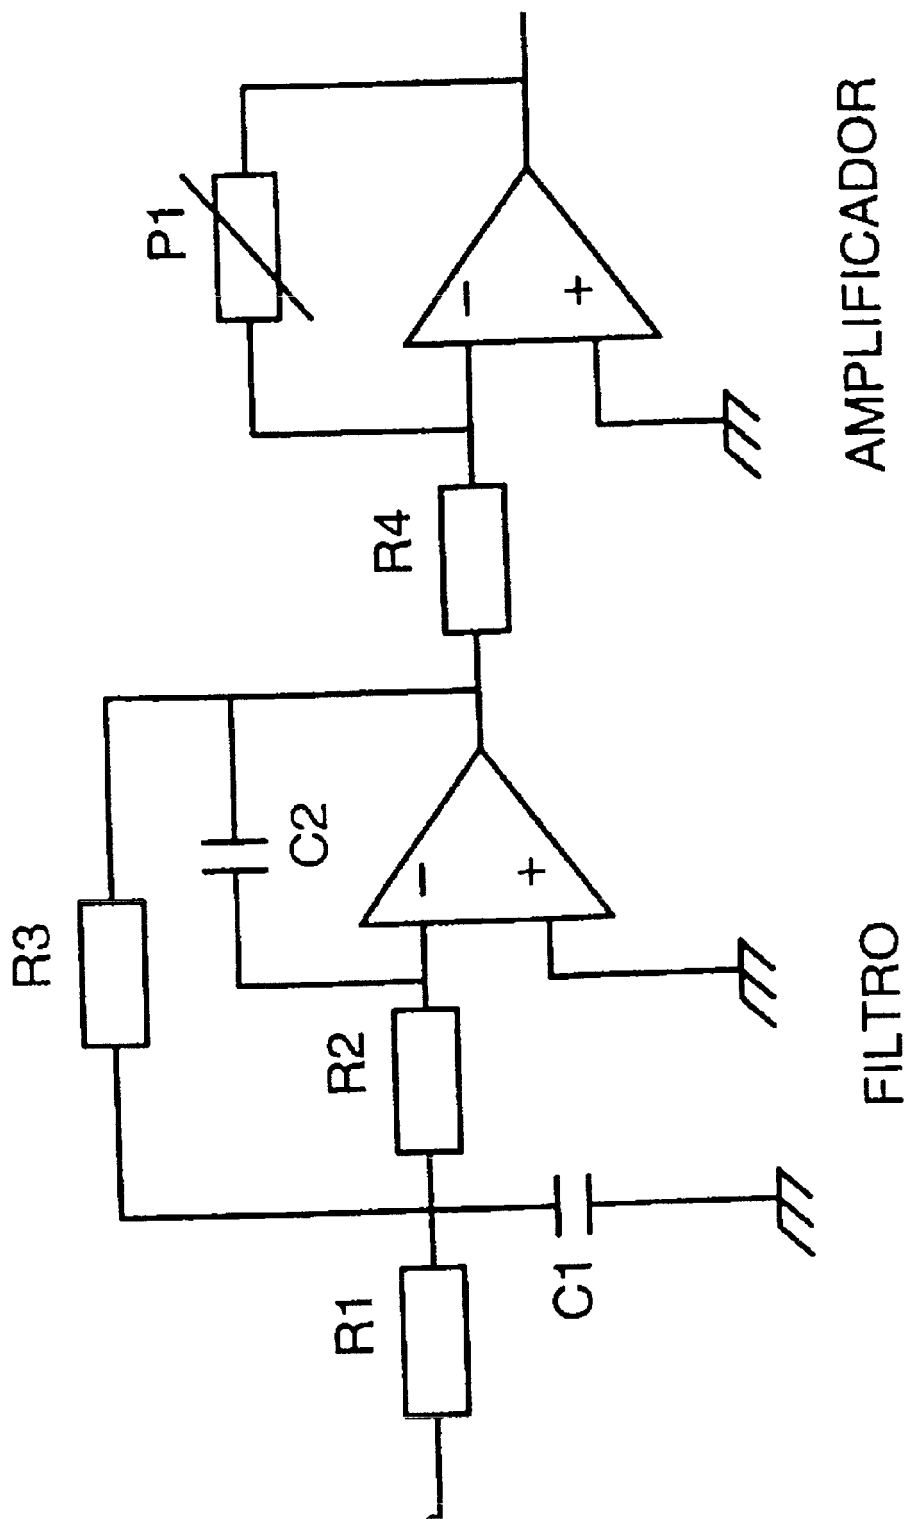 R3
P1
C2
R1
R2
R4
-
+
-
+
C1
FILTRO
AMPLIFICADOR